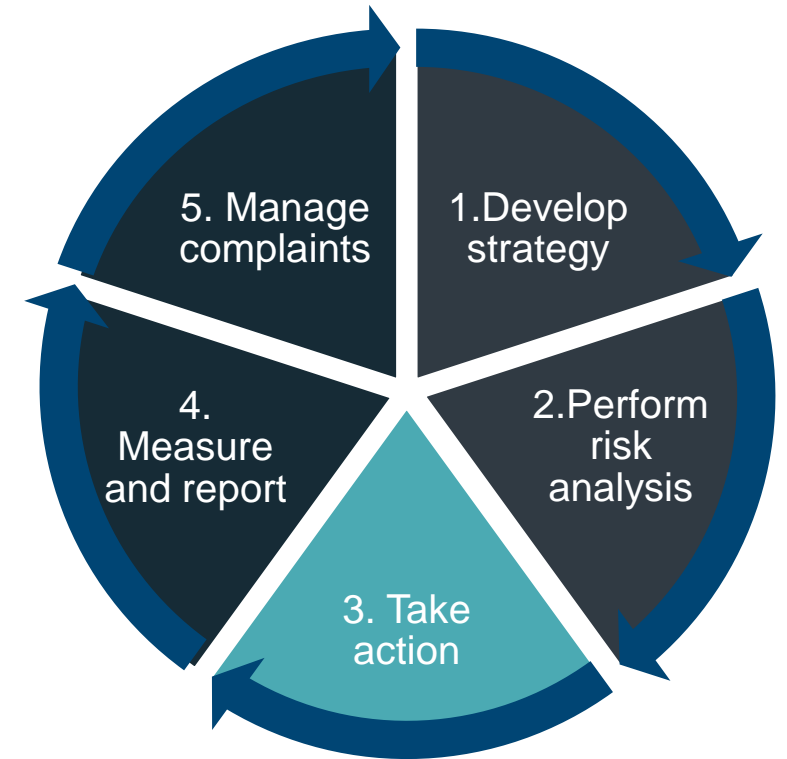 1.Develop
strategy
2.Perform
risk
analysis
3. Take
action
4.
Measure
and report
5. Manage
complaints